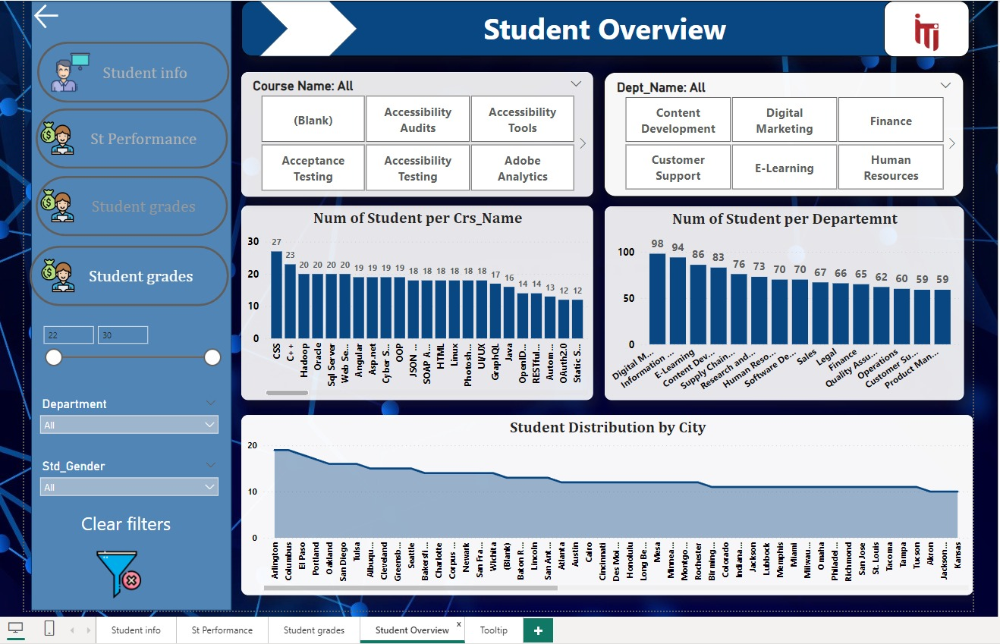 Student Overview
iTi
Student info
St Performance
Student grades
Student grades
22
30
Department
All
Std_Gender
All
Clear filters
Course Name: All
(Blank)
Accessibility
Audits
Accessibility
Tools
Acceptance
Testing
Accessibility
Testing
Adobe
Analytics
Dept_Name: All
Content
Development
Digital
Marketing
Finance
Customer
Support
E-Learning
Human
Resources
Num of Student per Crs_Name
30
20
10
0
27
23
20
20
20
20
19
19
19
19
18
18
18
18
18
18
17
16
14
14
13
12
12
CSS
C++
Hadoop
Oracle
Sql Server
Web Se...
Angular
Asp.net
Cyber S...
OOP
JSON ...
SOAP A...
HTML
Linux
Photosh...
UI/UX
GraphQL
Java
OpenID...
RESTful...
Autom...
OAuth2.0
Static S...
Num of Student per Departemnt
100
50
0
98
94
86
83
76
73
70
70
67
66
65
62
60
59
59
Digital M...
Information ...
E-Learning
Content Dev...
Supply Chain...
Research and...
Human Reso...
Software De...
Sales
Legal
Finance
Quality Assu...
Operations
Customer Su...
Product Man...
Student Distribution by City
20
10
0
Arlington
Columbus
El Paso
Portland
Oakland
San Diego
Tulsa
Albuqu...
Cleveland
Greensb...
Seattle
Bakersfi...
Charlotte
Corpus ...
Newark
San Fra...
Wichita
(Blank)
Baton R...
Lincoln
San Ant...
Atlanta
Austin
Cairo
Cincinnati
Des Moi...
Honolulu
Long Be...
Mesa
Minnea...
Montgo...
Rochester
Birming...
Colorado
Indiana...
Jackson
Lubbock
Memphis
Miami
Milwau...
Omaha
Philadel...
Richmond
San Jose
St. Louis
Tacoma
Tampa
Tucson
Akron
Jackson...
Kansas
Student info
St Performance
Student grades
Student Overview
x
Tooltip
+